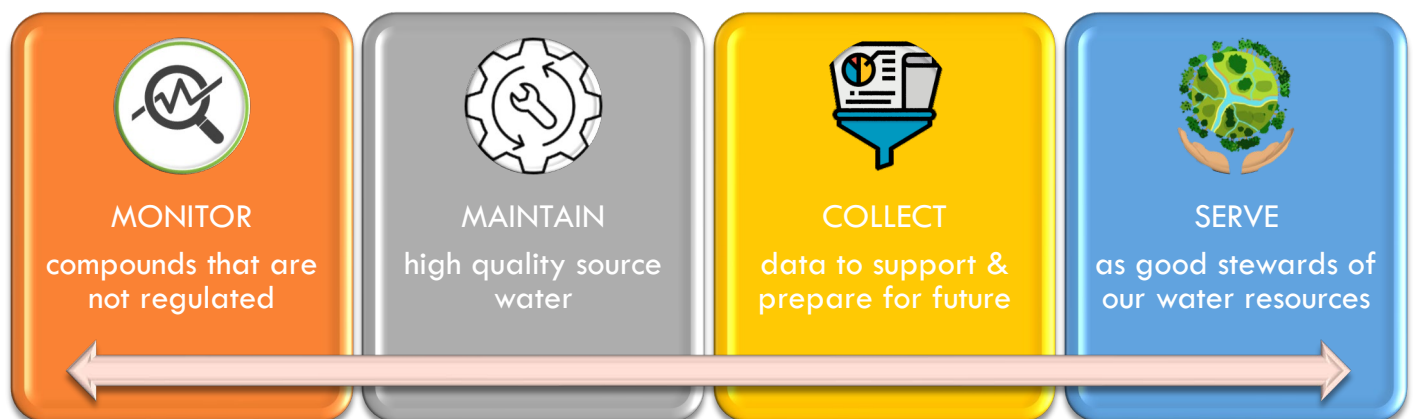 MONITOR
compounds that are
not regulated
MAINTAIN
high quality source
water
COLLECT
data to support &
prepare for future
SERVE
as good stewards of
our water resources